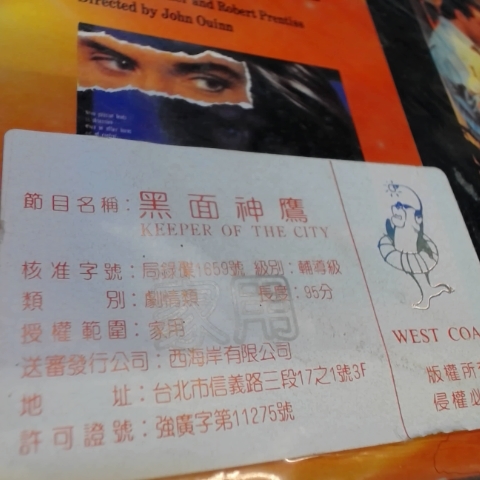 and Robert Prentiss
Directed by John Quinn
節目名稱：黑面神鷹
KEEPER OF THE CITY
核准字號：局錄獸1659號 級別：輔導級
類 別：劇情類 長度：95分
授權範圍：家用
家用
送審發行公司：西海岸有限公司
地 址：台北市信義路三段17之1號3F
許可證號：強廣字第11275號
WEST COA
版權所
侵權必